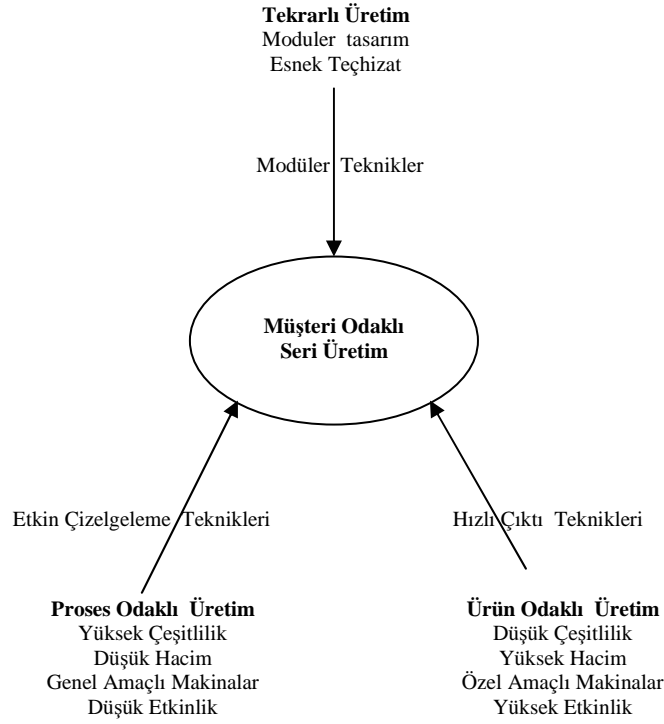 Tekrarlı Üretim
Moduler tasarım
Esnek Teçhizat
Modüler Teknikler
Müşteri Odaklı
Seri Üretim
Etkin Çizelgeleme Teknikleri
Hızlı Çıktı Teknikleri
Proses Odaklı Üretim
Yüksek Çeşitlilik
Düşük Hacim
Genel Amaçlı Makinalar
Düşük Etkinlik
Ürün Odaklı Üretim
Düşük Çeşitlilik
Yüksek Hacim
Özel Amaçlı Makinalar
Yüksek Etkinlik